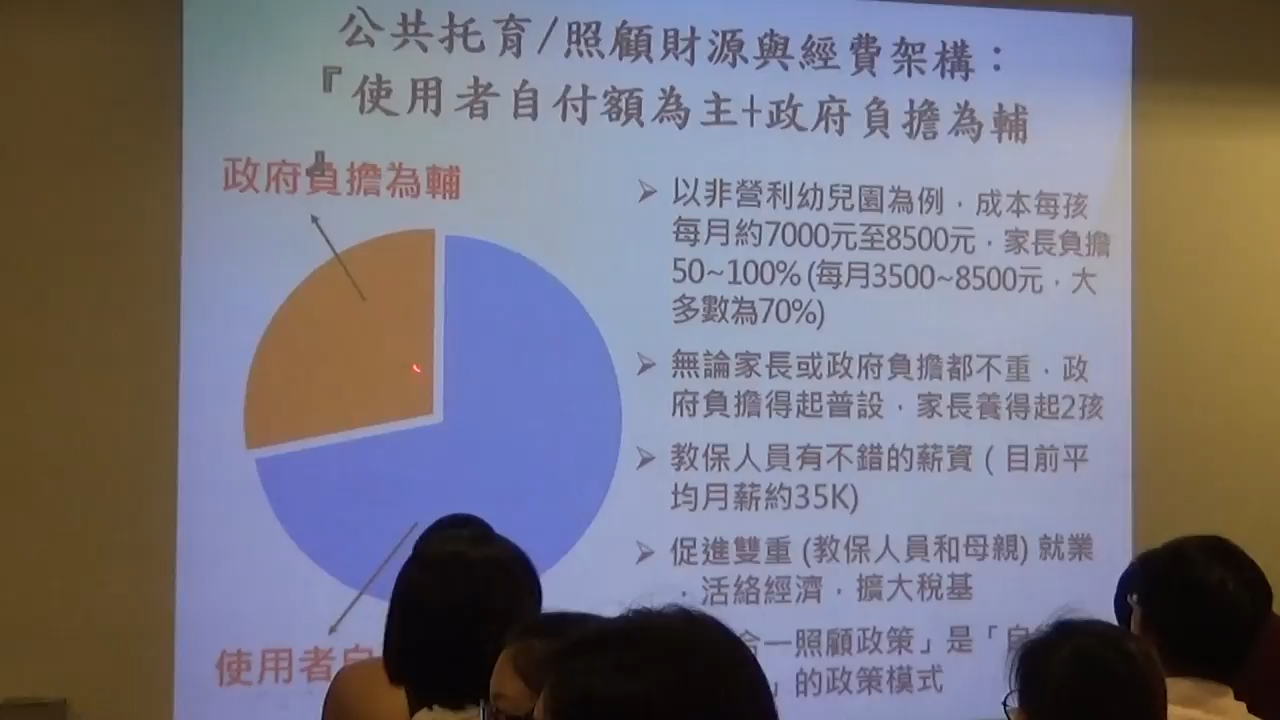 公共托育/照顧財源與經費架構：
『使用者自付額為主+政府負擔為輔
』
政府負擔為輔
➢ 以非營利幼兒園為例，成本每孩
每月約7000元至8500元，家長負擔
50~100% (每月3500~8500元，大
多數為70%)
➢ 無論家長或政府負擔都不重，政
府負擔得起普設，家長養得起2孩
➢ 教保人員有不錯的薪資（目前平
均月薪約35K)
➢ 促進雙重 (教保人員和母親) 就業
，活絡經濟，擴大稅基
合一照顧政策」是「自
」的政策模式
使用者自